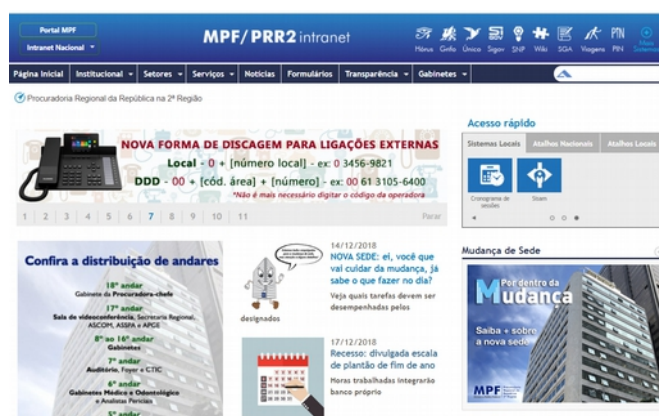 Portal MPF
Intranet Nacional
MPF/PRR2 intranet
Hórus Grifo Único Sigov SNP Wiki SGA Viagens PIN Mais Sistemas
Página Inicial Institucional Setores Serviços Notícias Formulários Transparência Gabinetes
Procuradoria Regional da República na 2ª Região
Acesso rápido
Sistemas Locais Atalhos Nacionais Atalhos Locais
Cronograma de sessões
NOVA FORMA DE DISCAGEM PARA LIGAÇÕES EXTERNAS
Local - 0 + [número local] - ex: 0 3456-9821
DDD - 00 + [cód. área] + [número] - ex: 00 61 3105-6400
*Não é mais necessário digitar o código da operadora
1 2 3 4 5 6 7 8 9 10 11 Parar
Confira a distribuição de andares
18º andar
Gabinete da Procuradora-chefe
17º andar
Sala de videoconferência, Secretaria Regional,
ASCOM, ASSPA e APGE
8º ao 16º andar
Gabinetes
7º andar
Auditório, Foyer e CTIC
6º andar
Gabinetes Médico e Odontológico
e Analistas Periciais
5º andar
designados
14/12/2018
NOVA SEDE: ei, você que
vai cuidar da mudança, já
sabe o que fazer no dia?
Veja quais tarefas devem ser
desempenhadas pelos
17/12/2018
Recesso: divulgada escala
de plantão de fim de ano
Horas trabalhadas integrarão
banco próprio
Mudança de Sede
Por dentro da
Mudança
Saiba + sobre
a nova sede
MPF